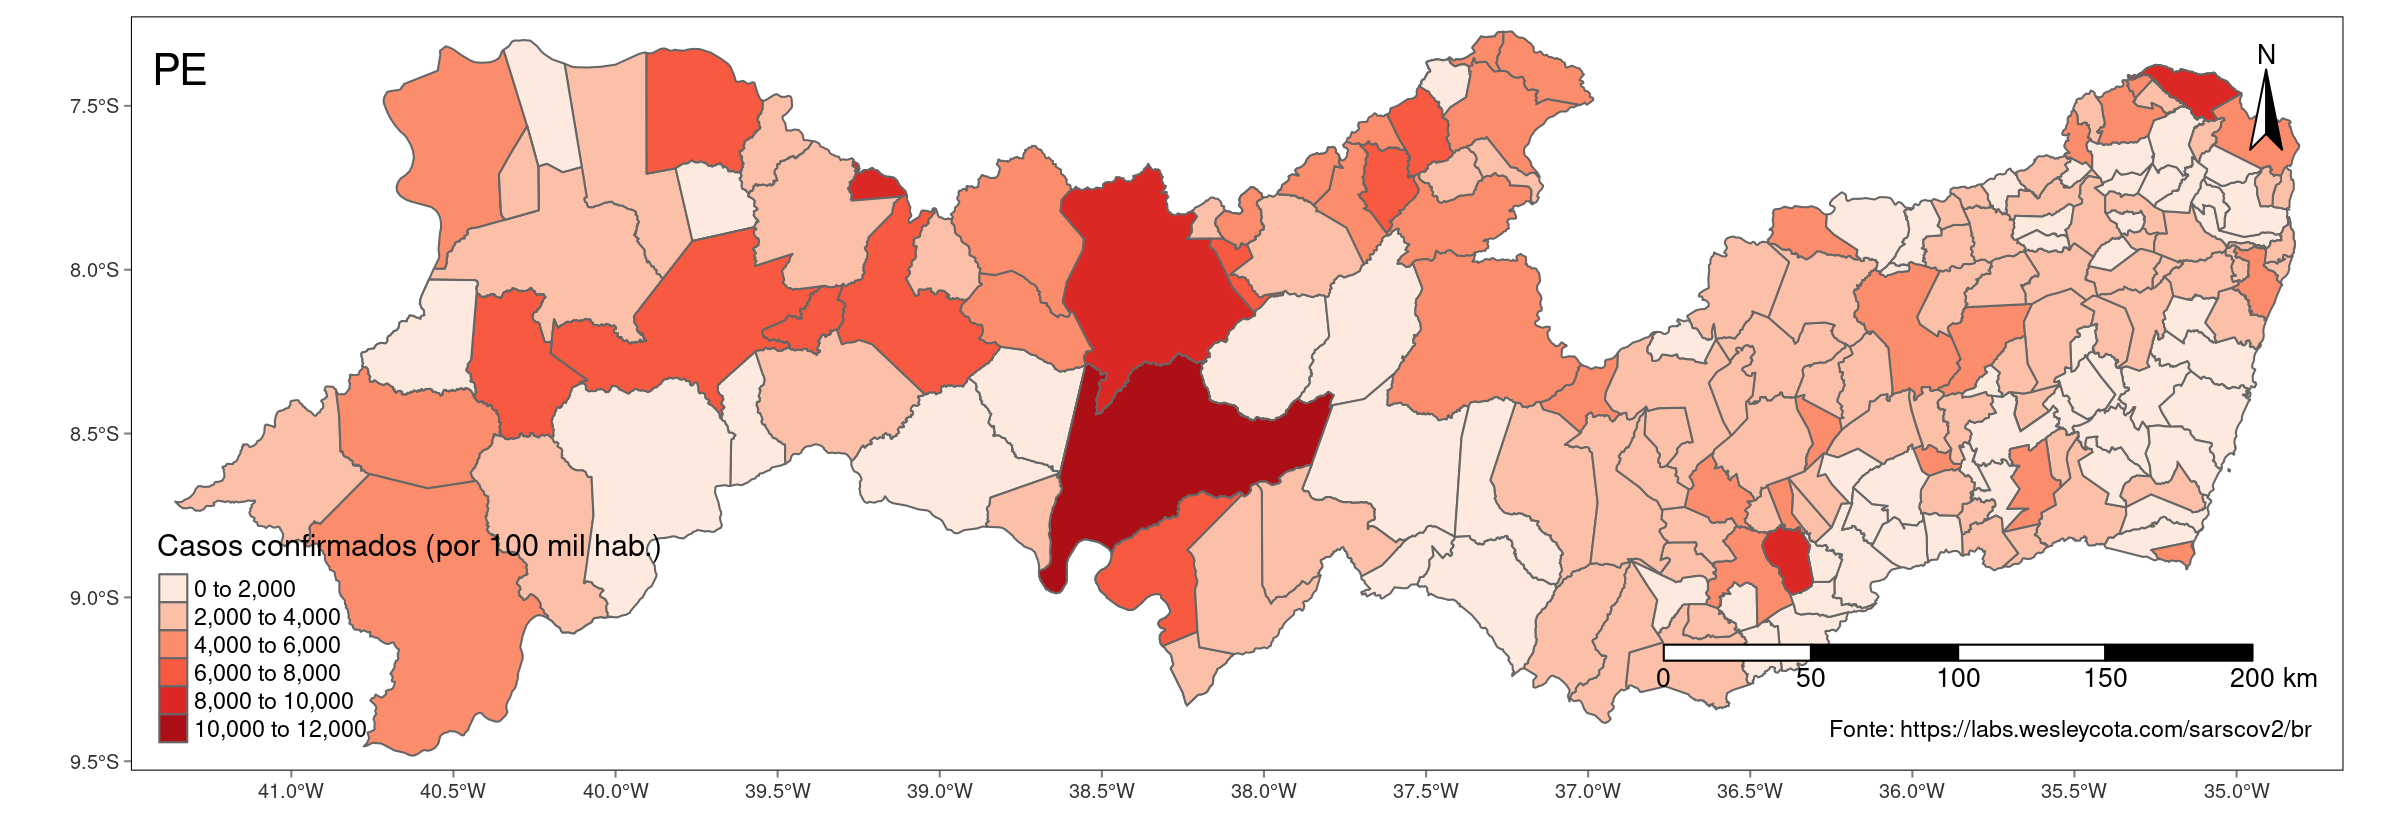 PE
N
7.5°S
8.0°S
8.5°S
9.0°S
9.5°S
Casos confirmados (por 100 mil hab.)
0 to 2,000
2,000 to 4,000
4,000 to 6,000
6,000 to 8,000
8,000 to 10,000
10,000 to 12,000
0 50 100 150 200 km
Fonte: https://labs.wesleycota.com/sarscov2/br
41.0°W 40.5°W 40.0°W 39.5°W 39.0°W 38.5°W 38.0°W 37.5°W 37.0°W 36.5°W 36.0°W 35.5°W 35.0°W